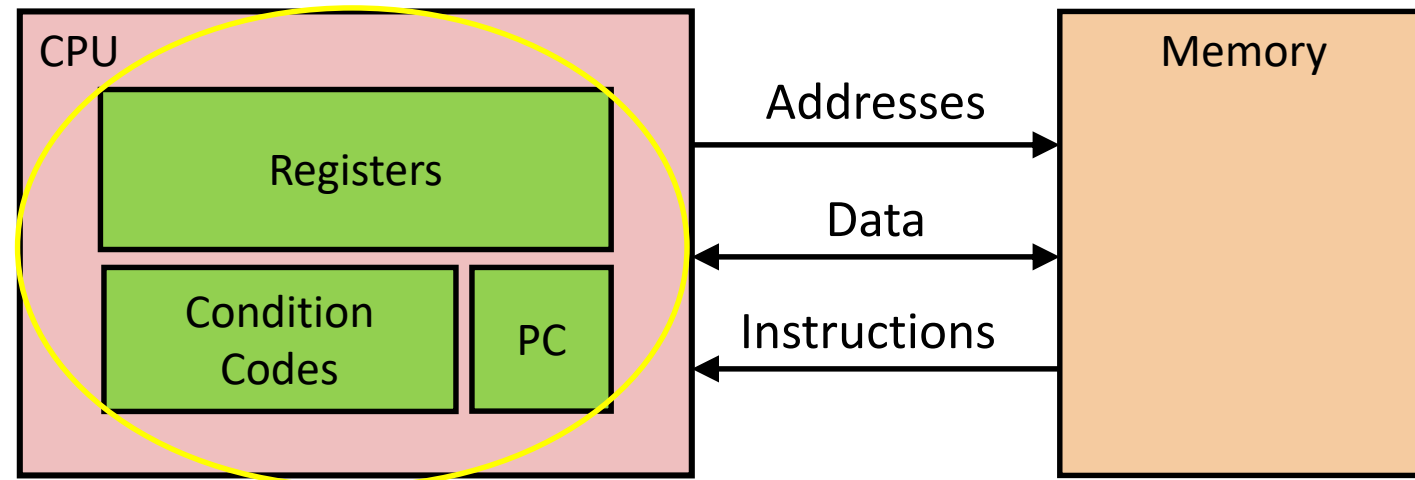 CPU
Registers
Condition
Codes
PC
Addresses
Data
Instructions
Memory